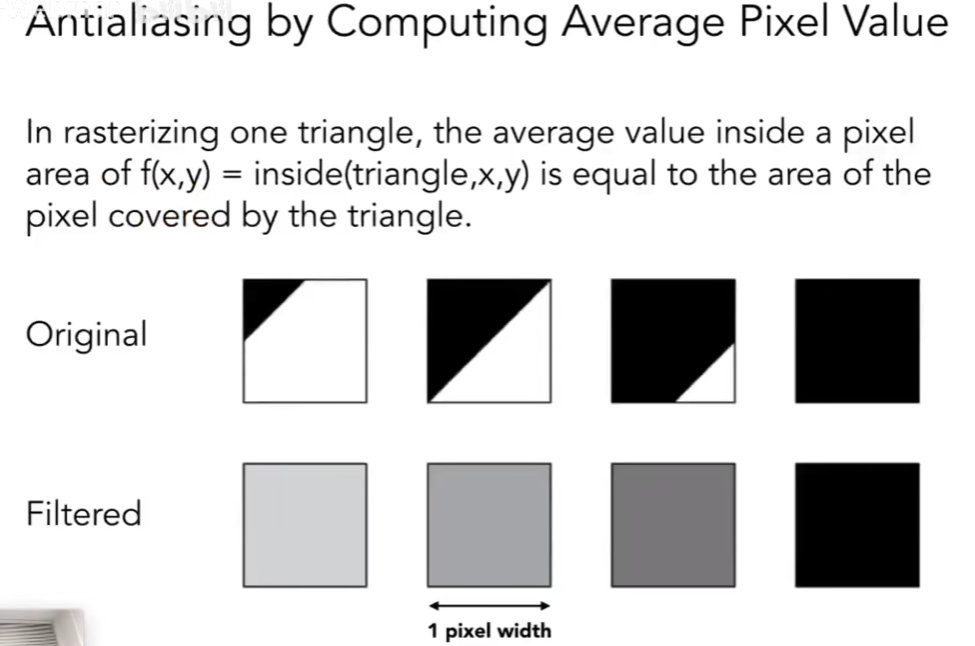 Antialiasing by Computing Average Pixel Value
In rasterizing one triangle, the average value inside a pixel
area of f(x,y) = inside(triangle,x,y) is equal to the area of the
pixel covered by the triangle.
Original
Filtered
1 pixel width